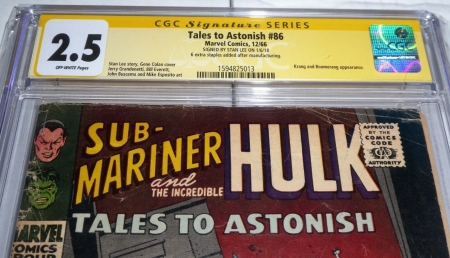 CGC Signature SERIES
2.5
OFF-WHITE Pages
Tales to Astonish #86
Marvel Comics, 12/66
SIGNED BY STAN LEE ON 1/6/18
6 extra staples added after manufacturing
Stan Lee story, Gene Colan cover
Jerry Grandenetti, Bill Everett,
John Buscema and Mike Esposito art
Krang and Boomerang appearance
1594825013
SUB-
MARINER
and
THE INCREDIBLE
HULK
APPROVED
BY THE
COMICS
CODE
AUTHORITY
TALES TO ASTONISH
MARVEL
COMICS
GROUP